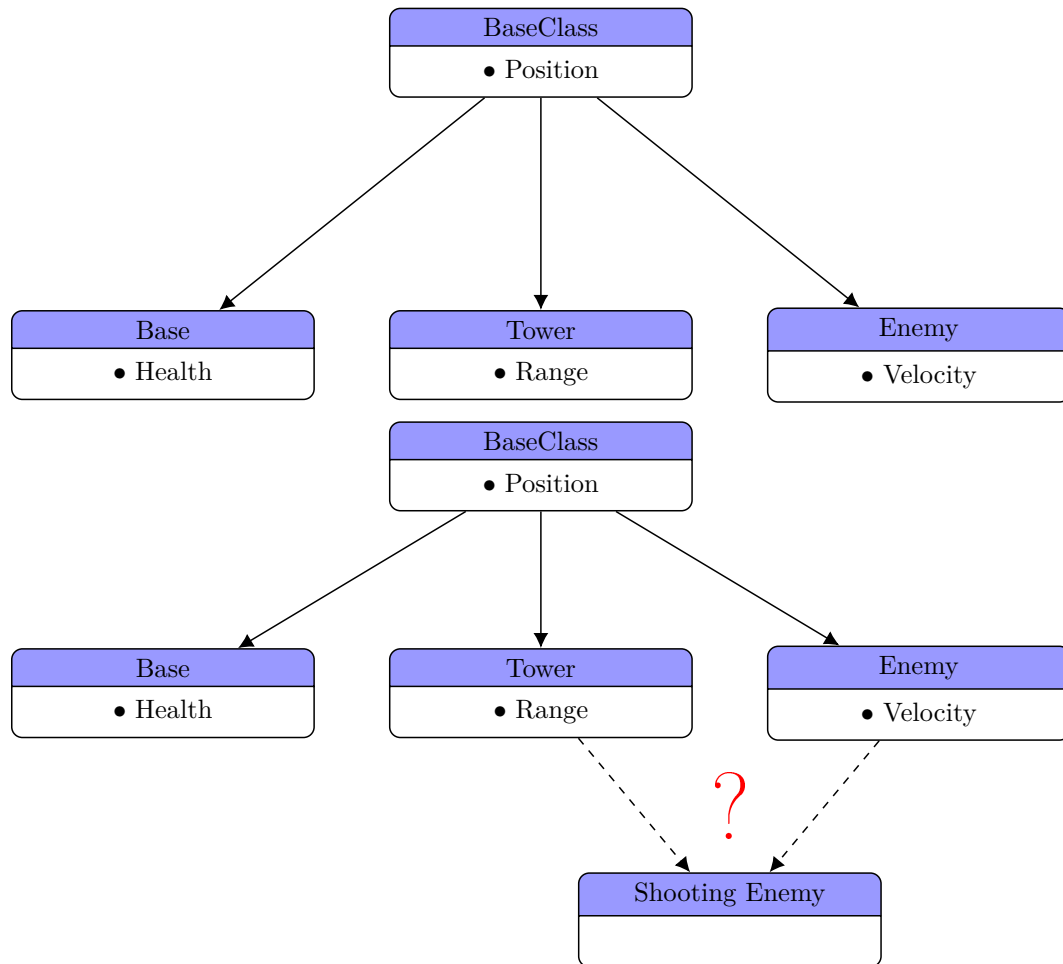 BaseClass
• Position
Base
• Health
Tower
• Range
Enemy
• Velocity
BaseClass
• Position
Base
• Health
Tower
• Range
Enemy
• Velocity
?
Shooting Enemy